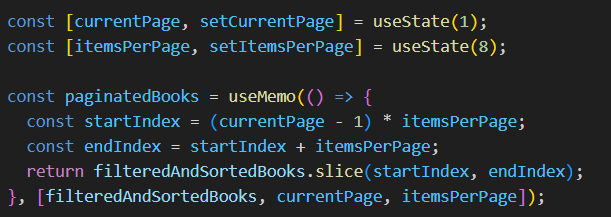 const [currentPage, setCurrentPage] = useState(1);
const [itemsPerPage, setItemsPerPage] = useState(8);

const paginatedBooks = useMemo(() => {
  const startIndex = (currentPage - 1) * itemsPerPage;
  const endIndex = startIndex + itemsPerPage;
  return filteredAndSortedBooks.slice(startIndex, endIndex);
}, [filteredAndSortedBooks, currentPage, itemsPerPage]);